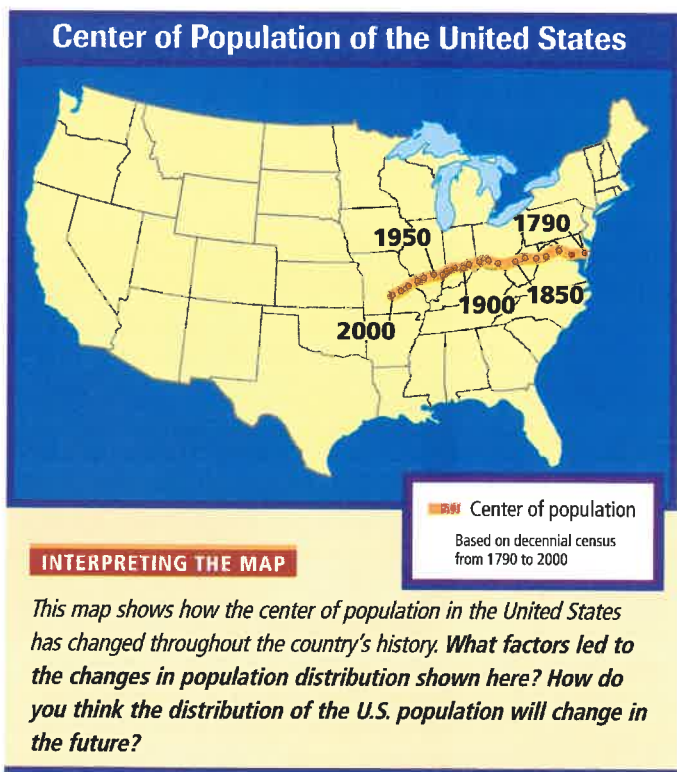 Center of Population of the United States
1790
1950
1850
1900
2000
Center of population
Based on decennial census
from 1790 to 2000
INTERPRETING THE MAP
This map shows how the center of population in the United States
has changed throughout the country's history. What factors led to
the changes in population distribution shown here? How do
you think the distribution of the U.S. population will change in
the future?